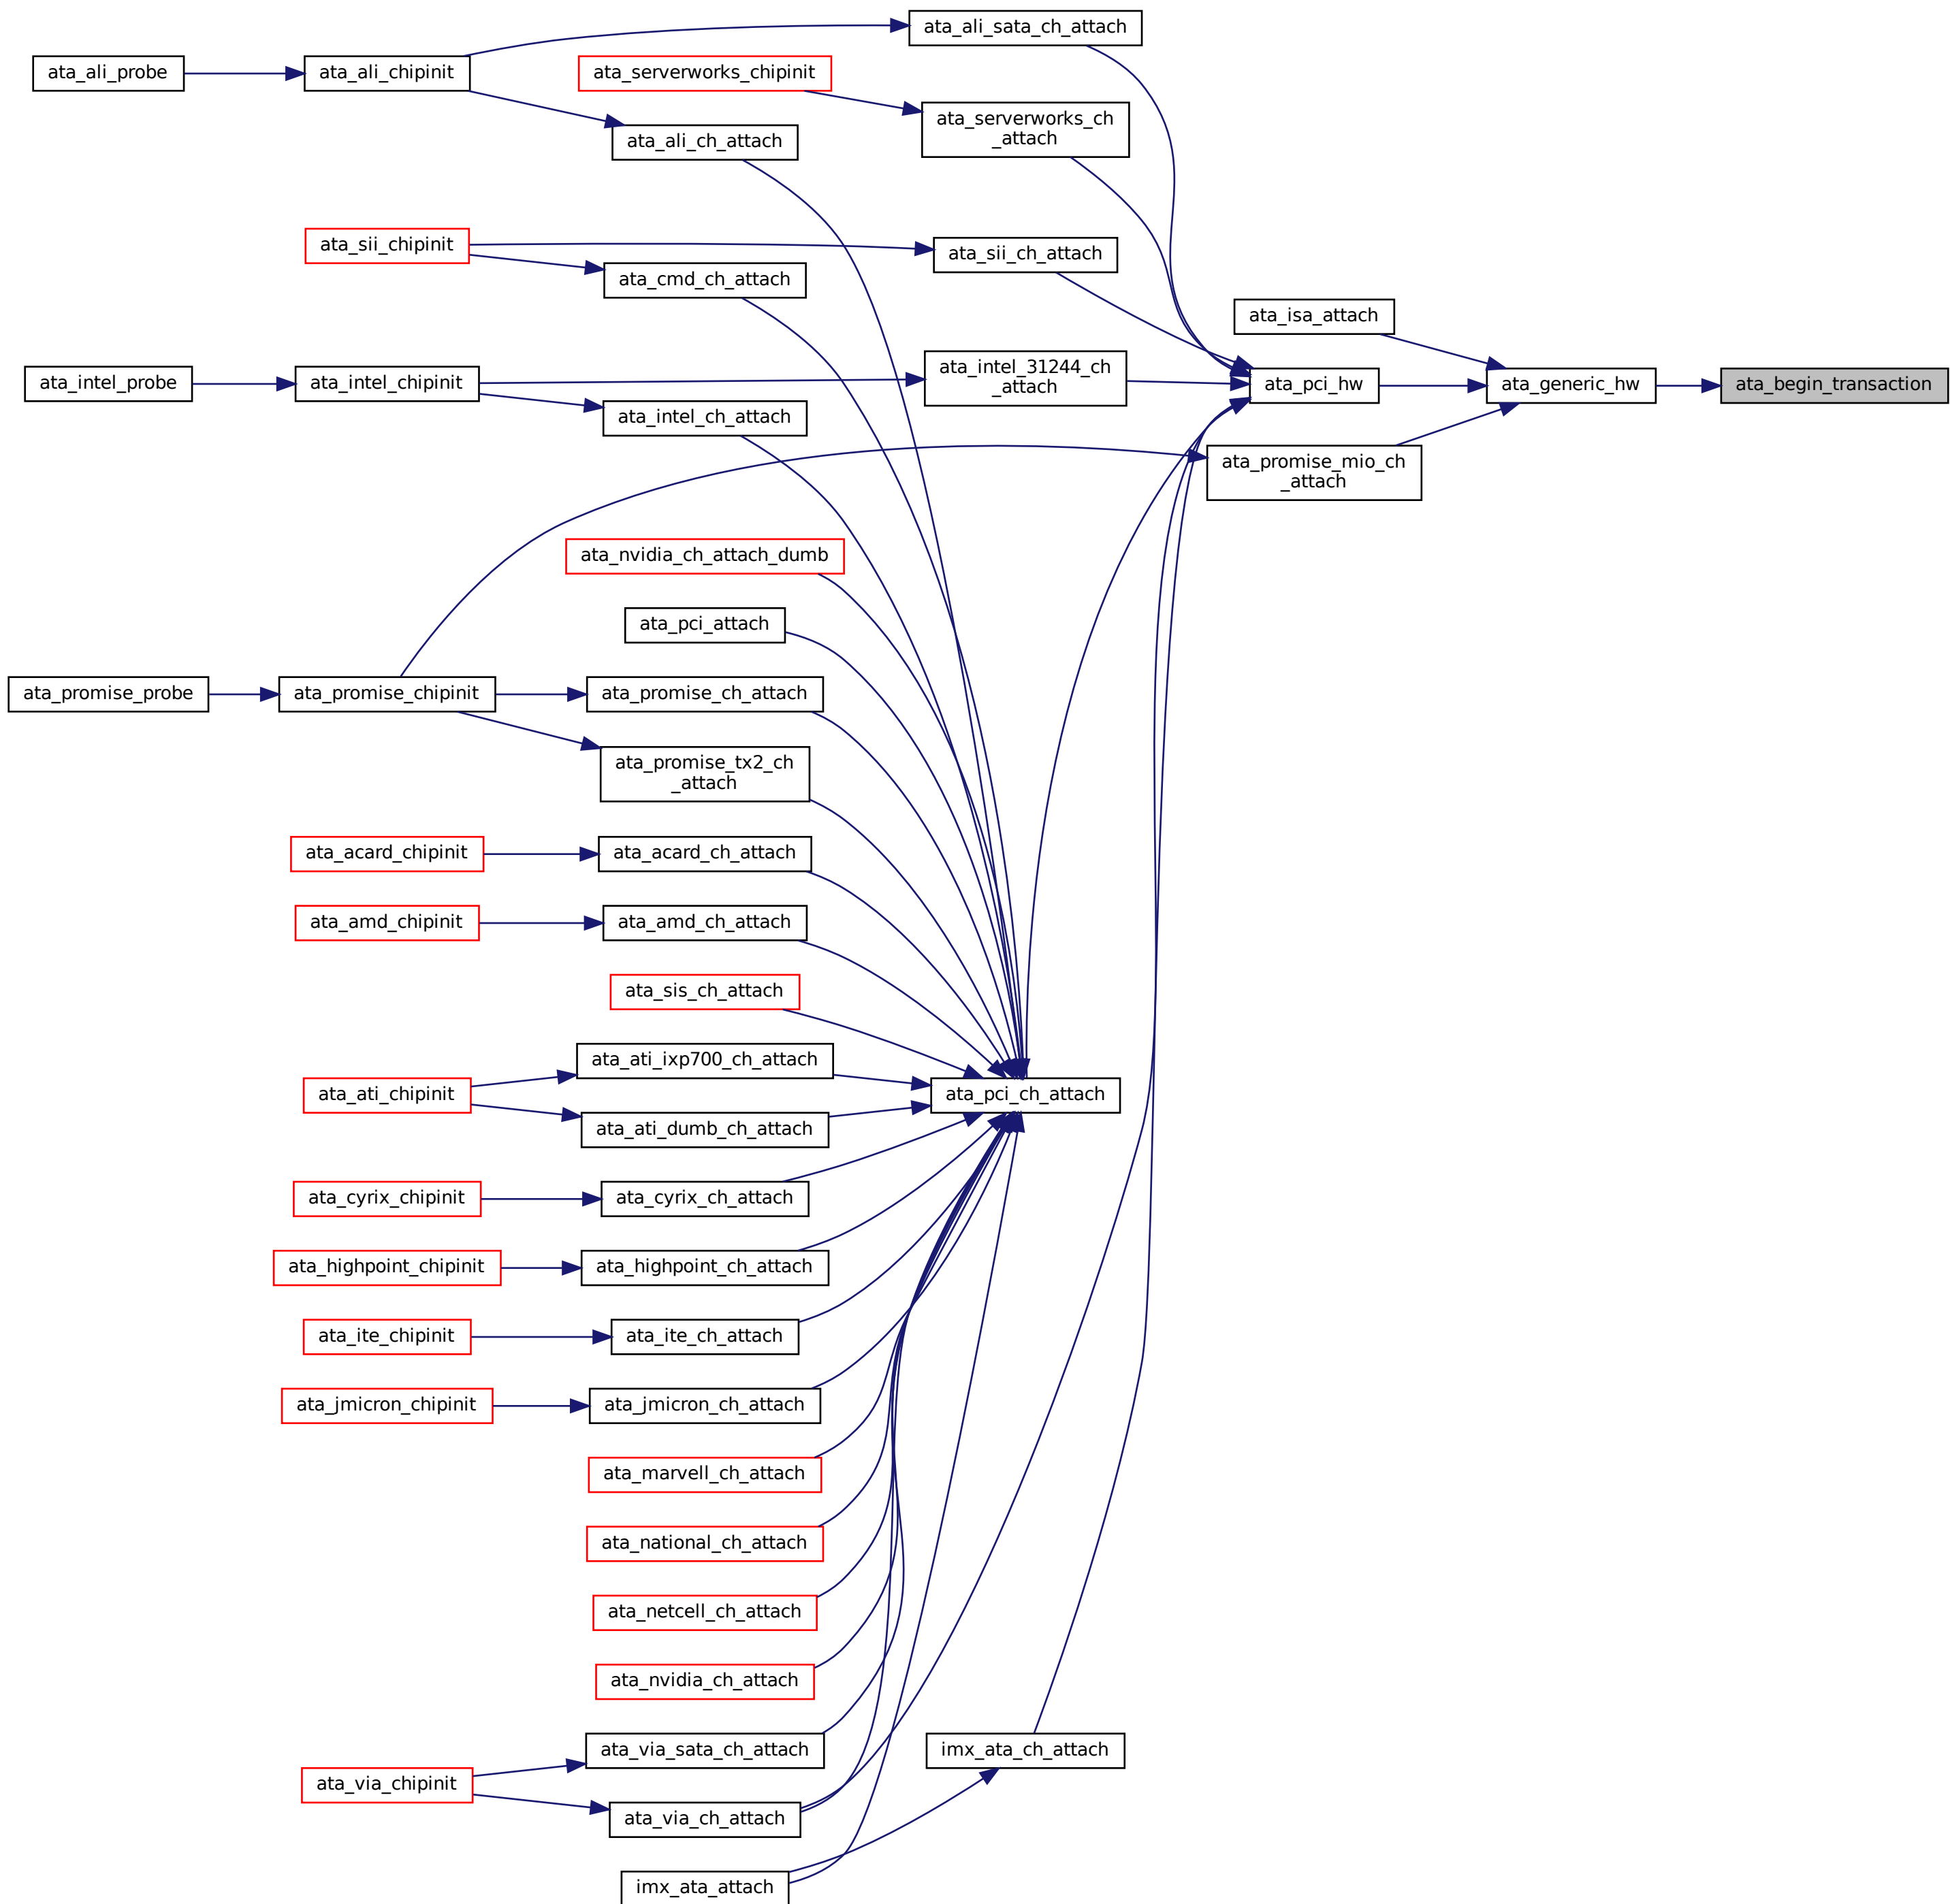 ata_ali_sata_ch_attach
ata_ali_probe
ata_ali_chipinit
ata_serverworks_chipinit
ata_serverworks_ch
_attach
ata_ali_ch_attach
ata_sii_chipinit
ata_sii_ch_attach
ata_cmd_ch_attach
ata_isa_attach
ata_intel_probe
ata_intel_chipinit
ata_intel_31244_ch
_attach
ata_pci_hw
ata_generic_hw
ata_begin_transaction
ata_intel_ch_attach
ata_promise_mio_ch
_attach
ata_nvidia_ch_attach_dumb
ata_pci_attach
ata_promise_probe
ata_promise_chipinit
ata_promise_ch_attach
ata_promise_tx2_ch
_attach
ata_acard_chipinit
ata_acard_ch_attach
ata_amd_chipinit
ata_amd_ch_attach
ata_sis_ch_attach
ata_ati_ixp700_ch_attach
ata_ati_chipinit
ata_pci_ch_attach
ata_ati_dumb_ch_attach
ata_cyrix_chipinit
ata_cyrix_ch_attach
ata_highpoint_chipinit
ata_highpoint_ch_attach
ata_ite_chipinit
ata_ite_ch_attach
ata_jmicron_chipinit
ata_jmicron_ch_attach
ata_marvell_ch_attach
ata_national_ch_attach
ata_netcell_ch_attach
ata_nvidia_ch_attach
ata_via_sata_ch_attach
imx_ata_ch_attach
ata_via_chipinit
ata_via_ch_attach
imx_ata_attach